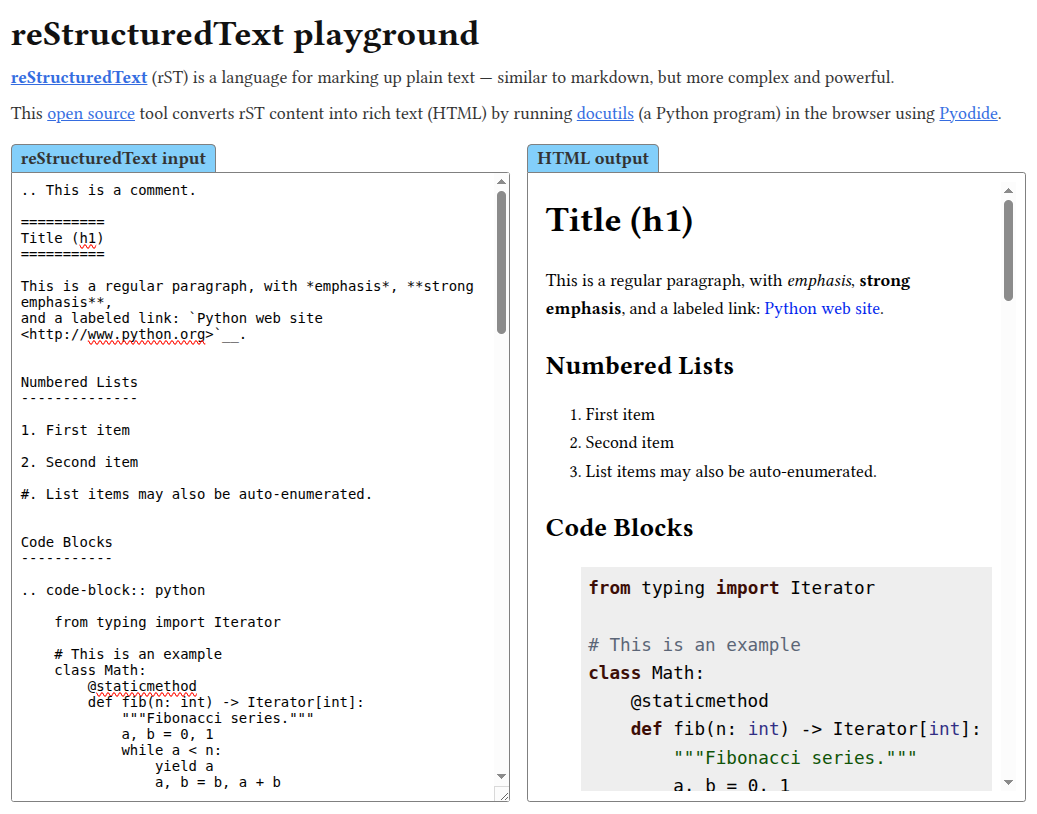 reStructuredText playground
reStructuredText (rST) is a language for marking up plain text — similar to markdown, but more complex and powerful.
This open source tool converts rST content into rich text (HTML) by running docutils (a Python program) in the browser using Pyodide.
reStructuredText input
.. This is a comment.
==========
Title (h1)
==========
This is a regular paragraph, with *emphasis*, **strong
emphasis**,
and a labeled link: `Python web site
<http://www.python.org>`__.
Numbered Lists
--------------
1. First item
2. Second item
#. List items may also be auto-enumerated.
Code Blocks
-----------
.. code-block:: python
    from typing import Iterator
    # This is an example
    class Math:
        @staticmethod
        def fib(n: int) -> Iterator[int]:
            """Fibonacci series."""
            a, b = 0, 1
            while a < n:
                yield a
                a, b = b, a + b
HTML output
Title (h1)
This is a regular paragraph, with emphasis, strong
emphasis, and a labeled link: Python web site.
Numbered Lists
1. First item
2. Second item
3. List items may also be auto-enumerated.
Code Blocks
from typing import Iterator
# This is an example
class Math:
    @staticmethod
    def fib(n: int) -> Iterator[int]:
        """Fibonacci series."""
        a, b = 0, 1